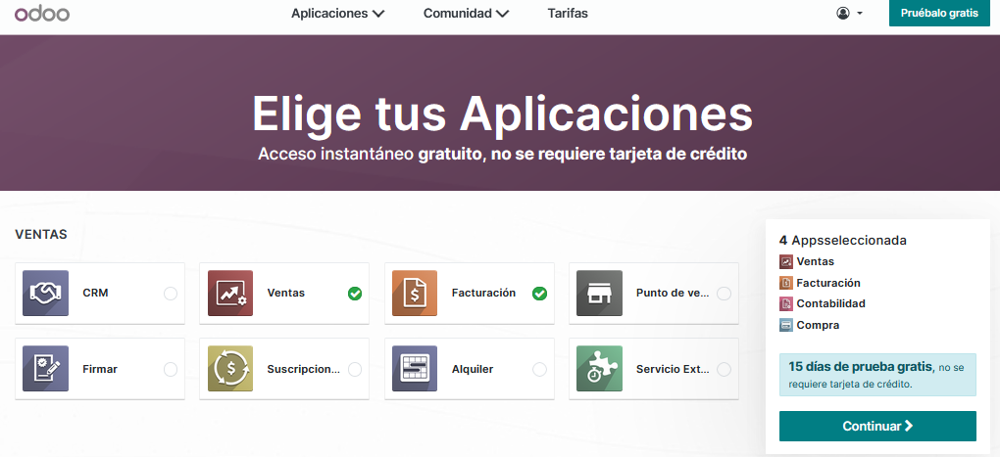 odoo
Aplicaciones Comunidad Tarifas Pruébalo gratis
Elige tus Aplicaciones
Acceso instantáneo gratuito, no se requiere tarjeta de crédito
VENTAS
CRM Ventas Facturación Punto de ve...
Firmar Suscripcion... Alquiler Servicio Ext...
4 Appsseleccionada
Ventas
Facturación
Contabilidad
Compra
15 días de prueba gratis, no se
requiere tarjeta de crédito.
Continuar